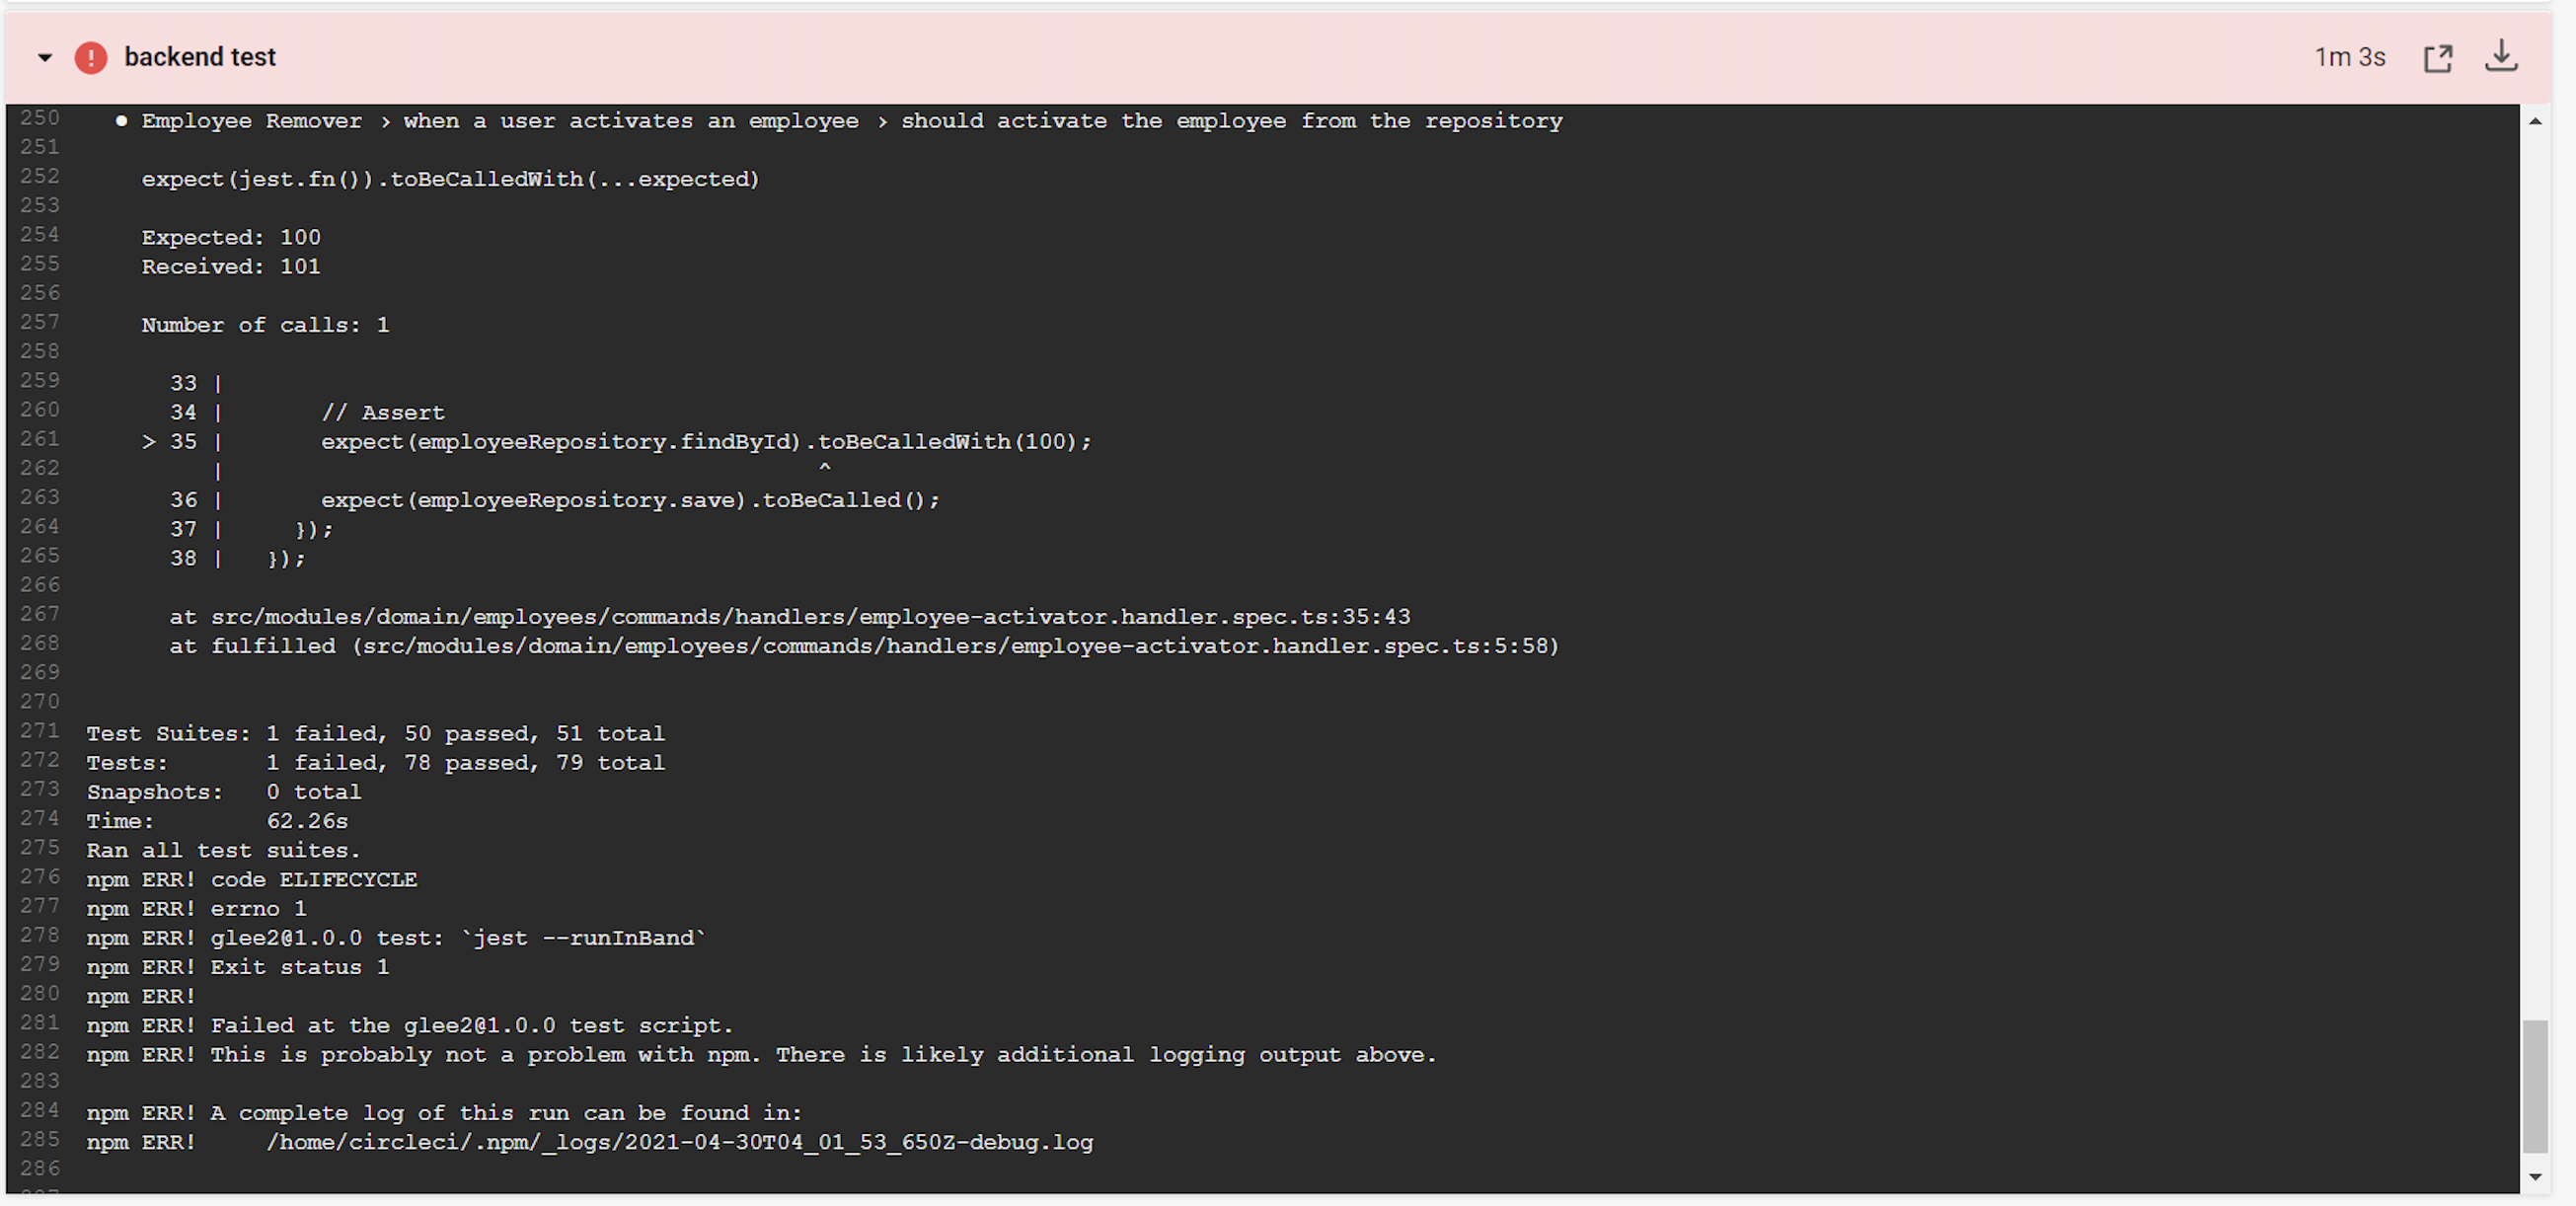 backend test 1m 3s
250 ● Employee Remover › when a user activates an employee › should activate the employee from the repository
251
252 expect(jest.fn()).toBeCalledWith(...expected)
253
254 Expected: 100
255 Received: 101
256
257 Number of calls: 1
258
259 33 |
260 34 | // Assert
261 > 35 | expect(employeeRepository.findById).toBeCalledWith(100);
262 | ^
263 36 | expect(employeeRepository.save).toBeCalled();
264 37 | });
265 38 | });
266
267 at src/modules/domain/employees/commands/handlers/employee-activator.handler.spec.ts:35:43
268 at fulfilled (src/modules/domain/employees/commands/handlers/employee-activator.handler.spec.ts:5:58)
269
270
271 Test Suites: 1 failed, 50 passed, 51 total
272 Tests: 1 failed, 78 passed, 79 total
273 Snapshots: 0 total
274 Time: 62.26s
275 Ran all test suites.
276 npm ERR! code ELIFECYCLE
277 npm ERR! errno 1
278 npm ERR! glee2@1.0.0 test: `jest --runInBand`
279 npm ERR! Exit status 1
280 npm ERR!
281 npm ERR! Failed at the glee2@1.0.0 test script.
282 npm ERR! This is probably not a problem with npm. There is likely additional logging output above.
283
284 npm ERR! A complete log of this run can be found in:
285 npm ERR! /home/circleci/.npm/_logs/2021-04-30T04_01_53_650Z-debug.log
286